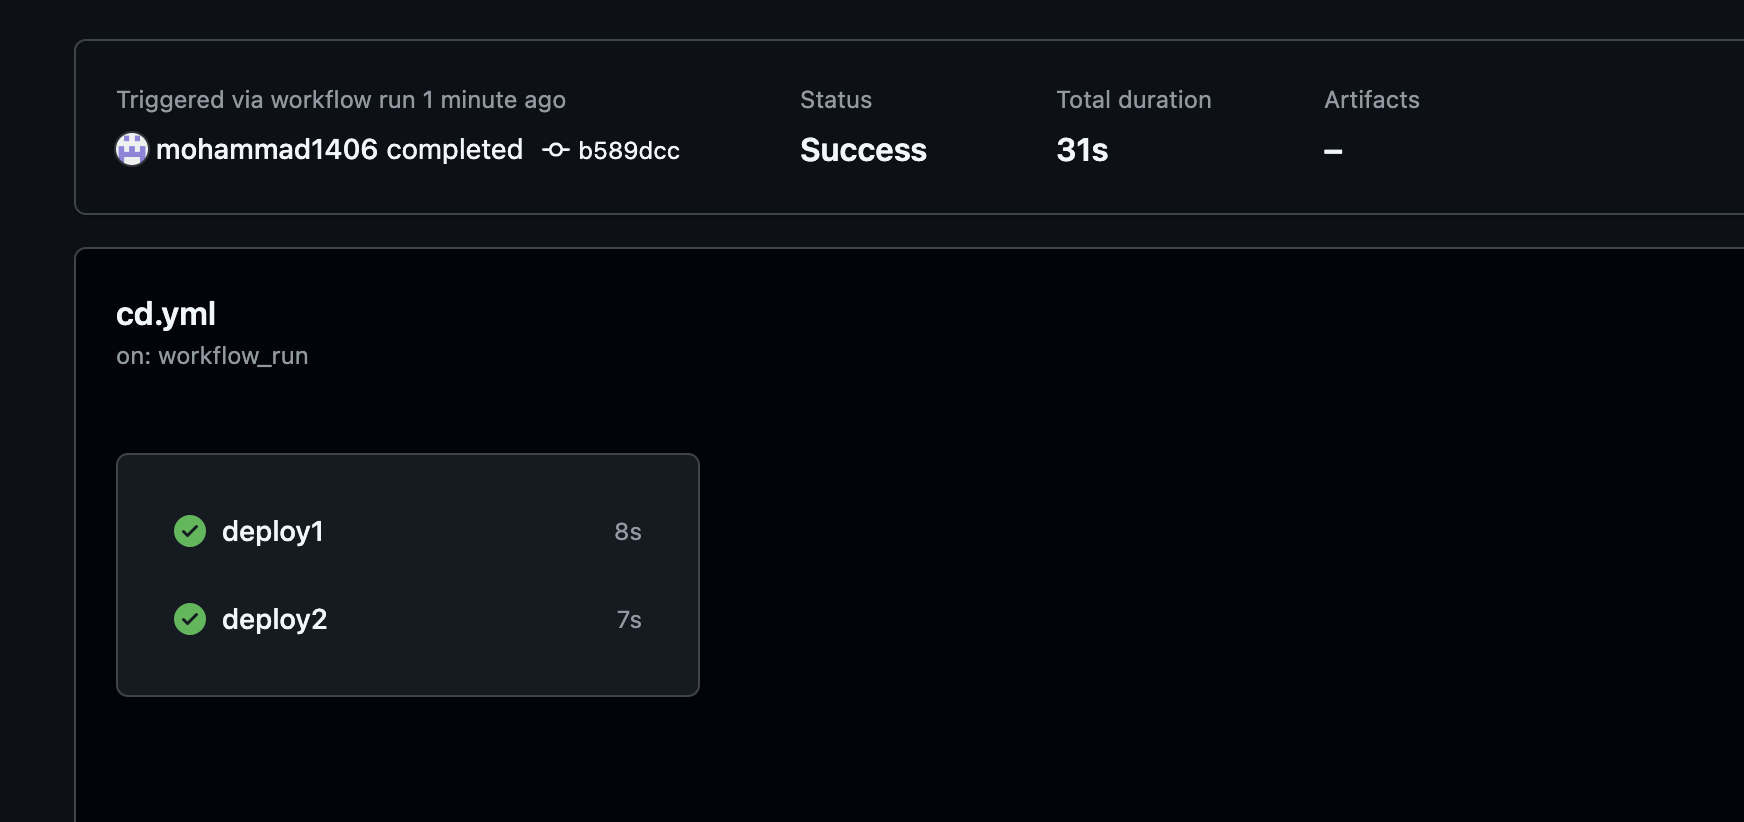 Triggered via workflow run 1 minute ago
mohammad1406 completed b589dcc
Status
Success
Total duration
31s
Artifacts
–
cd.yml
on: workflow_run
deploy1 8s
deploy2 7s